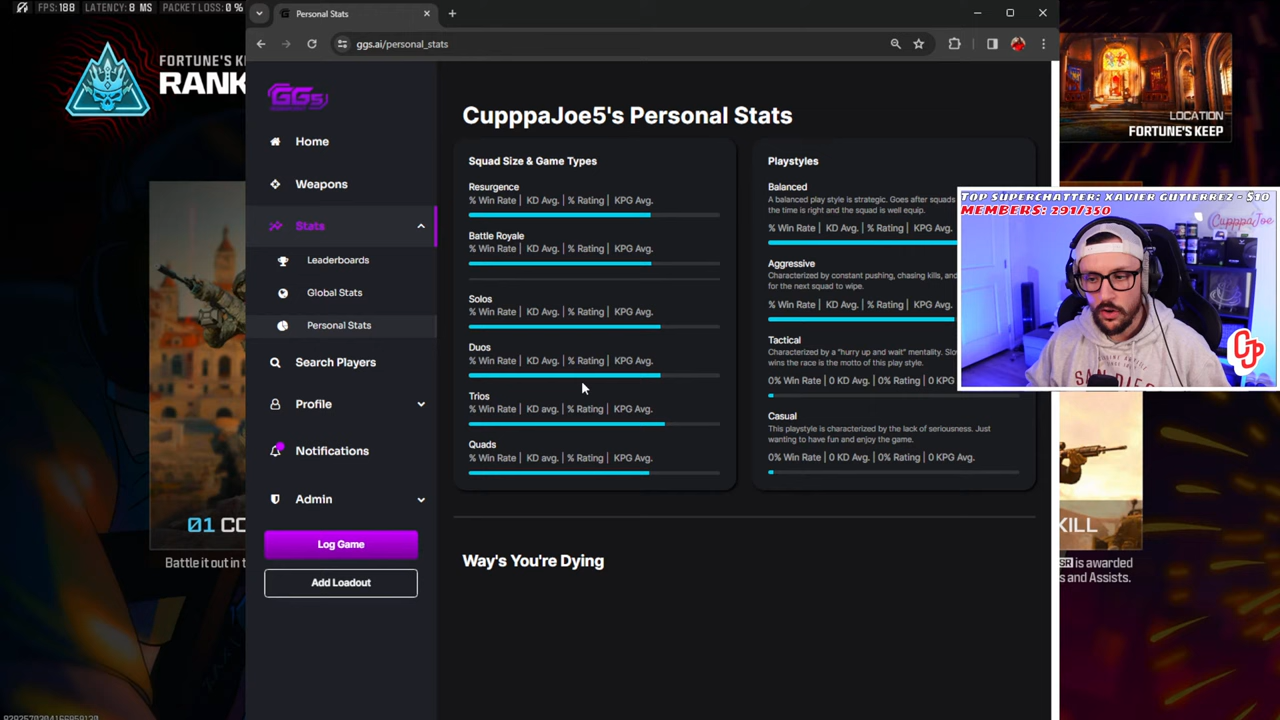 FPS: 188 LATENCY: 8 MS PACKET LOSS: 0 %
Personal Stats
ggs.ai/personal_stats
FORTUNE'S KE
RANK
LOCATION
FORTUNE'S KEEP
GGs
Home
Weapons
Stats
Leaderboards
Global Stats
Personal Stats
Search Players
Profile
Notifications
Admin
Log Game
Add Loadout
CupppaJoe5's Personal Stats
Squad Size & Game Types
Resurgence
% Win Rate | KD Avg. | % Rating | KPG Avg.
Battle Royale
% Win Rate | KD Avg. | % Rating | KPG Avg.
Solos
% Win Rate | KD Avg. | % Rating | KPG Avg.
Duos
% Win Rate | KD Avg. | % Rating | KPG Avg.
Trios
% Win Rate | KD avg. | % Rating | KPG Avg.
Quads
% Win Rate | KD avg. | % Rating | KPG Avg.
Playstyles
Balanced
A balanced play style is strategic. Goes after squads
the time is right and the squad is well equip.
% Win Rate | KD Avg. | % Rating | KPG Avg.
Aggressive
Characterized by constant pushing, chasing kills, and
for the next squad to wipe.
% Win Rate | KD Avg. | % Rating | KPG Avg.
Tactical
Characterized by a "hurry up and wait" mentality. Slo
wins the race is the motto of this play style.
0% Win Rate | 0 KD Avg. | 0% Rating | 0 KPG
Casual
This playstyle is characterized by the lack of seriousness. Just
wanting to have fun and enjoy the game.
0% Win Rate | 0 KD Avg. | 0% Rating | 0 KPG Avg.
Way's You're Dying
TOP SUPERCHATTER: XAVIER GUTIERREZ - $10
MEMBERS: 291/350
CupppaJoe
SAN DIEG
CJ
01 CO
Battle it out in t
KILL
SR is awarded
s and Assists.